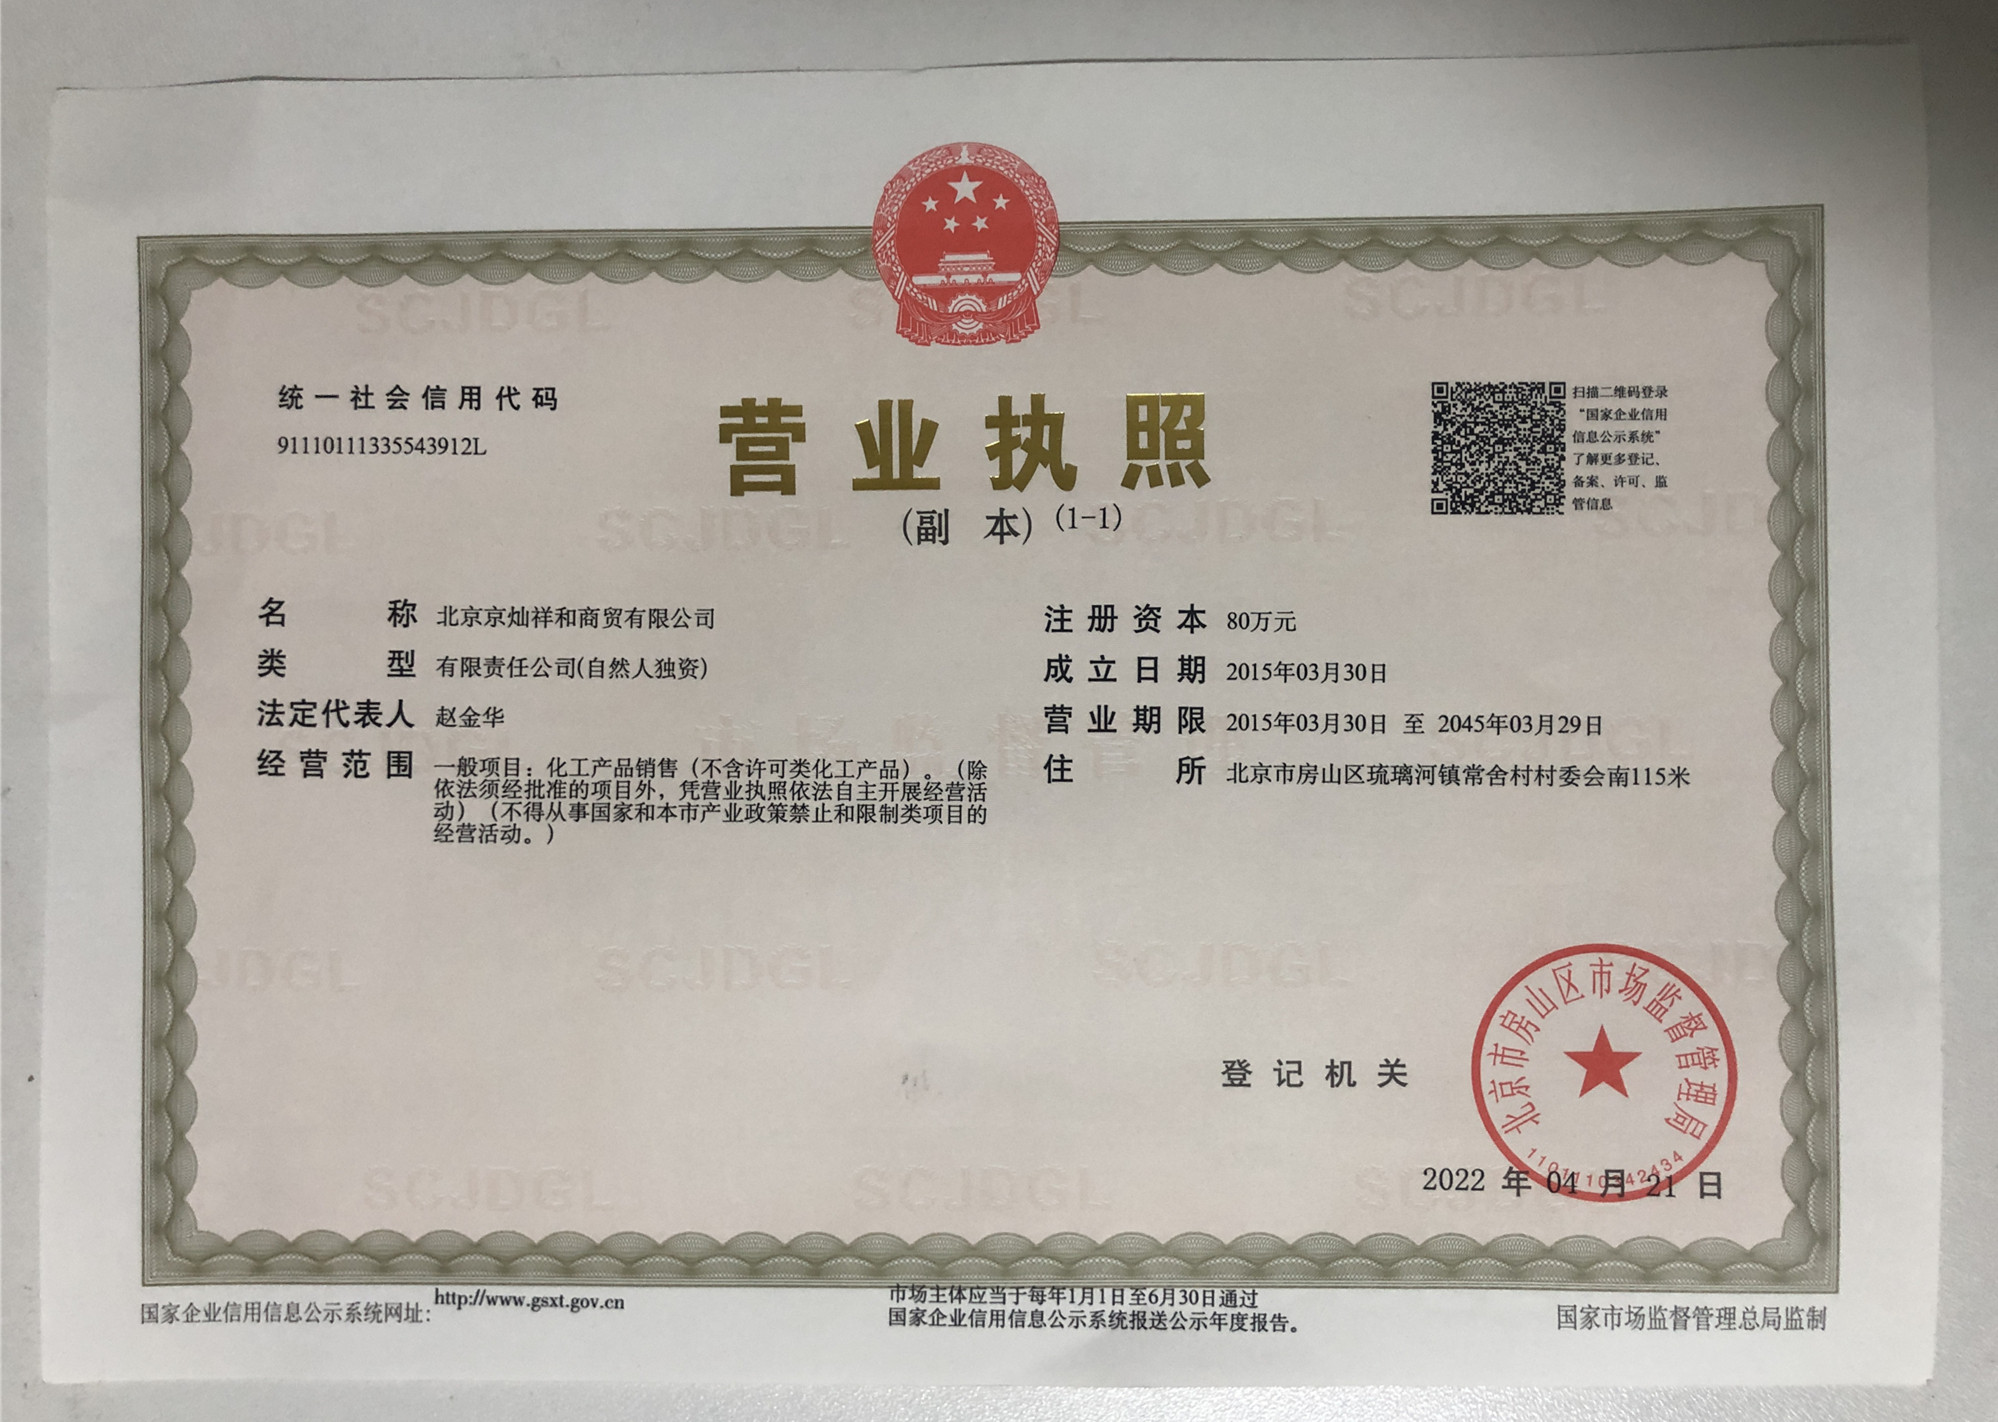 统一社会信用代码
91110111335543912L
营业执照
(副 本) (1-1)
扫描二维码登录
“国家企业信用
信息公示系统”
了解更多登记、
备案、许可、监
管信息
名 称 北京京灿祥和商贸有限公司
类 型 有限责任公司(自然人独资)
法定代表人 赵金华
经营范围 一般项目：化工产品销售（不含许可类化工产品）。（除
依法须经批准的项目外，凭营业执照依法自主开展经营活
动）（不得从事国家和本市产业政策禁止和限制类项目的
经营活动。）
注册资本 80万元
成立日期 2015年03月30日
营业期限 2015年03月30日 至 2045年03月29日
住 所 北京市房山区琉璃河镇常舍村村委会南115米
登记机关
北京市房山区市场监督管理局
2022 年 04 月 21 日
国家企业信用信息公示系统网址：http://www.gsxt.gov.cn
市场主体应当于每年1月1日至6月30日通过
国家企业信用信息公示系统报送公示年度报告。
国家市场监督管理总局监制
SCJDGL